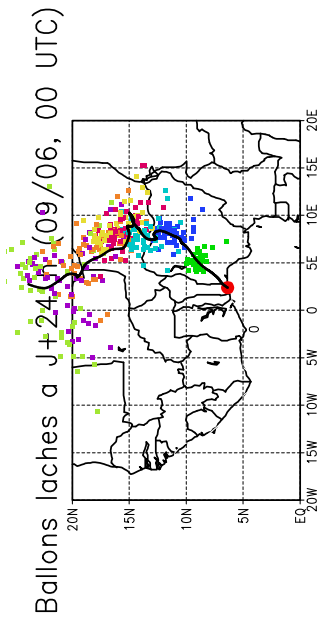 Ballons laches a J+24 (09/06, 00 UTC)
20N
15N
10N
5N
EQ
20W
15W
10W
5W
0
5E
10E
15E
20E
0